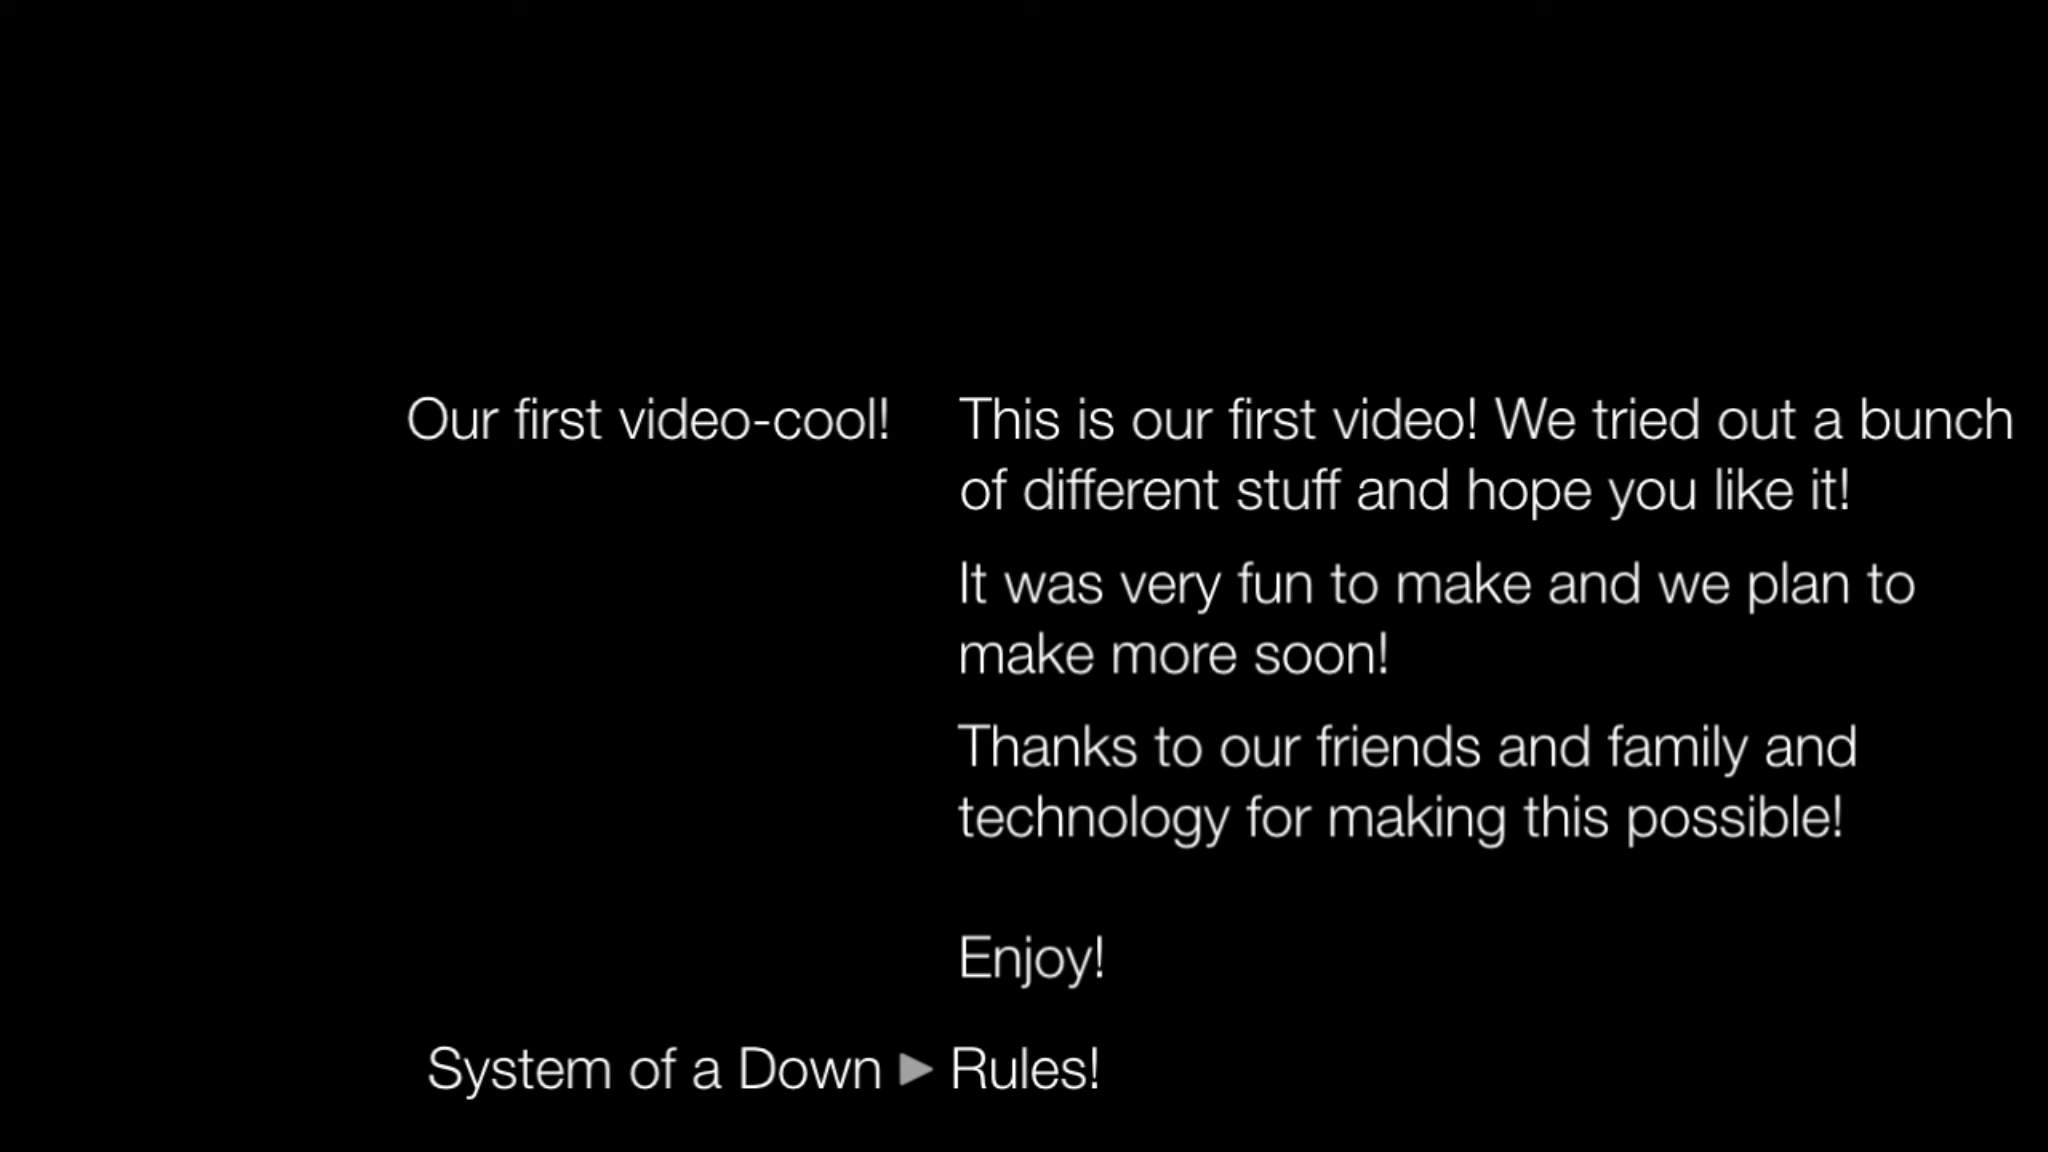 Our first video-cool!
This is our first video! We tried out a bunch
of different stuff and hope you like it!
It was very fun to make and we plan to
make more soon!
Thanks to our friends and family and
technology for making this possible!
Enjoy!
System of a Down ▶ Rules!